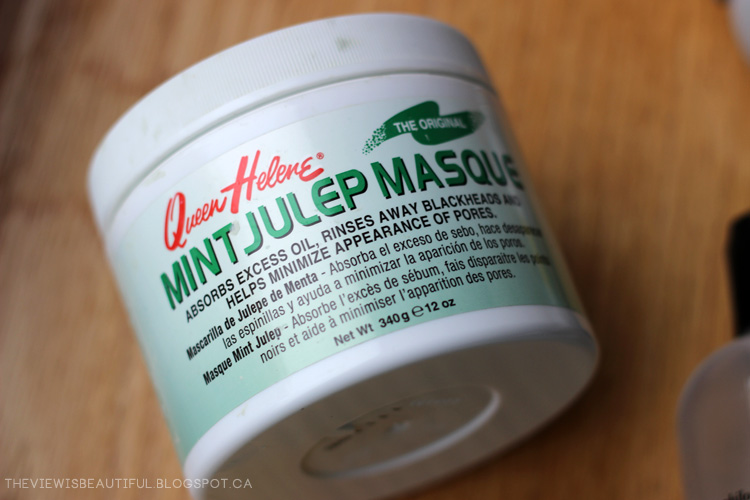 THE ORIGINAL
Queen Helene®
MINT JULEP MASQUE
ABSORBS EXCESS OIL, RINSES AWAY BLACKHEADS AND
HELPS MINIMIZE APPEARANCE OF PORES.
Mascarilla de Julepe de Menta - Absorba el exceso de sebo, hace
las espinillas y ayuda a minimizar la aparición de los poros.
Masque Mint Julep - Absorbe l'excès de sébum, fais disparaître les
noirs et aide à minimiser l'apparition des pores.
Net Wt 340 g ℮ 12 oz
THEVIEWISBEAUTIFUL.BLOGSPOT.CA